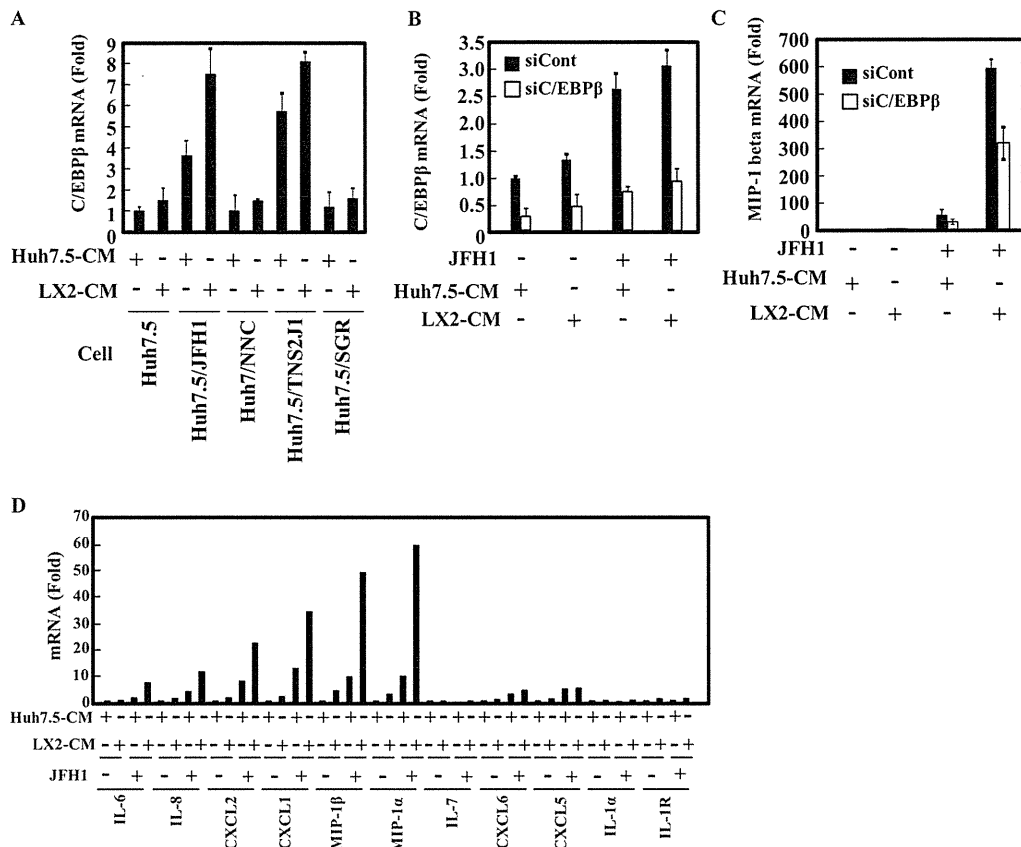 A
C/EBPβ mRNA (Fold)
9
8
7
6
5
4
3
2
1
0
Huh7.5-CM + - + - + - + - + -
LX2-CM - + - + - + - + - +
Cell
Huh7.5
Huh7.5/JFH1
Huh7/NNC
Huh7.5/TNS2J1
Huh7.5/SGR
B
C/EBPβ mRNA (Fold)
3.5
3.0
2.5
2.0
1.5
1.0
0.5
0
siCont
siC/EBPβ
JFH1 - - + +
Huh7.5-CM + - + -
LX2-CM - + - +
C
MIP-1 beta mRNA (Fold)
700
600
500
400
300
200
100
0
siCont
siC/EBPβ
JFH1 - - + +
Huh7.5-CM + - + -
LX2-CM - + - +
D
mRNA (Fold)
70
60
50
40
30
20
10
0
Huh7.5-CM + - + - + - + - + - + - + - + - + - + - + - + - + - + - + - + - + - + - + - + - + - + -
LX2-CM - + - + - + - + - + - + - + - + - + - + - + - + - + - + - + - + - + - + - + - + - + - +
JFH1 - + - + - + - + - + - + - + - + - + - + - +
IL-6
IL-8
CXCL2
CXCL1
MIP-1β
MIP-1α
IL-7
CXCL6
CXCL5
IL-1α
IL-1R